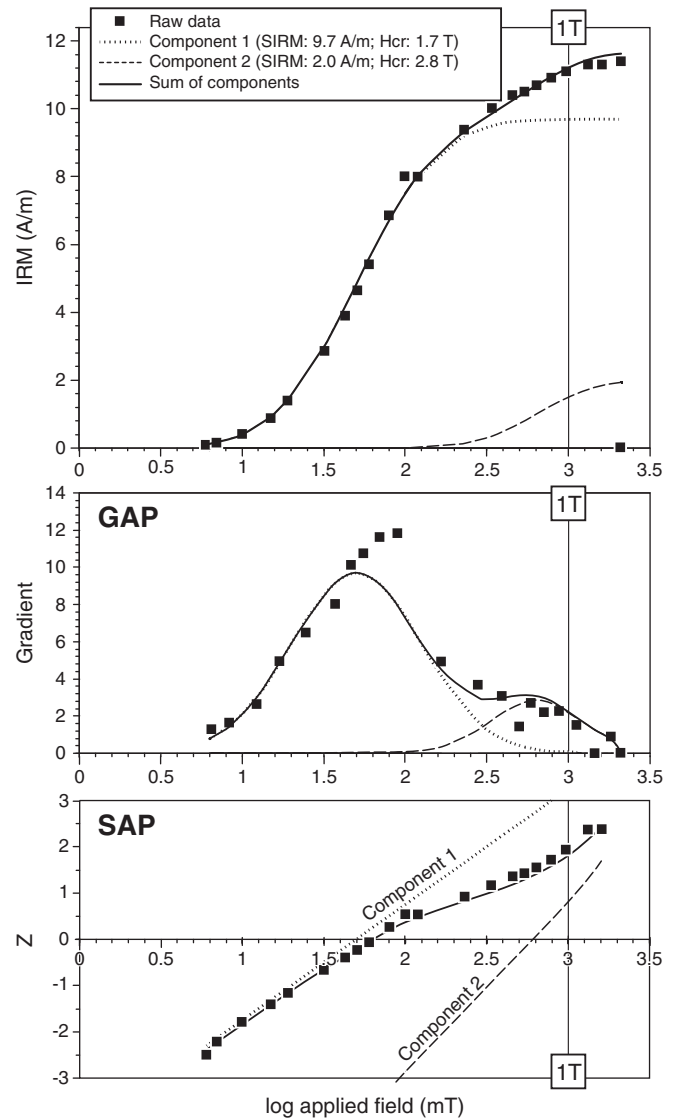 Raw data
Component 1 (SIRM: 9.7 A/m; Hcr: 1.7 T)
Component 2 (SIRM: 2.0 A/m; Hcr: 2.8 T)
Sum of components
1T
12
10
8
6
4
2
0
IRM (A/m)
0 0.5 1 1.5 2 2.5 3 3.5
GAP
1T
14
12
10
8
6
4
2
0
Gradient
0 0.5 1 1.5 2 2.5 3 3.5
SAP
3
2
1
0
-1
-2
-3
Z
Component 1
Component 2
0 0.5 1 1.5 2 2.5 3 3.5
1T
log applied field (mT)